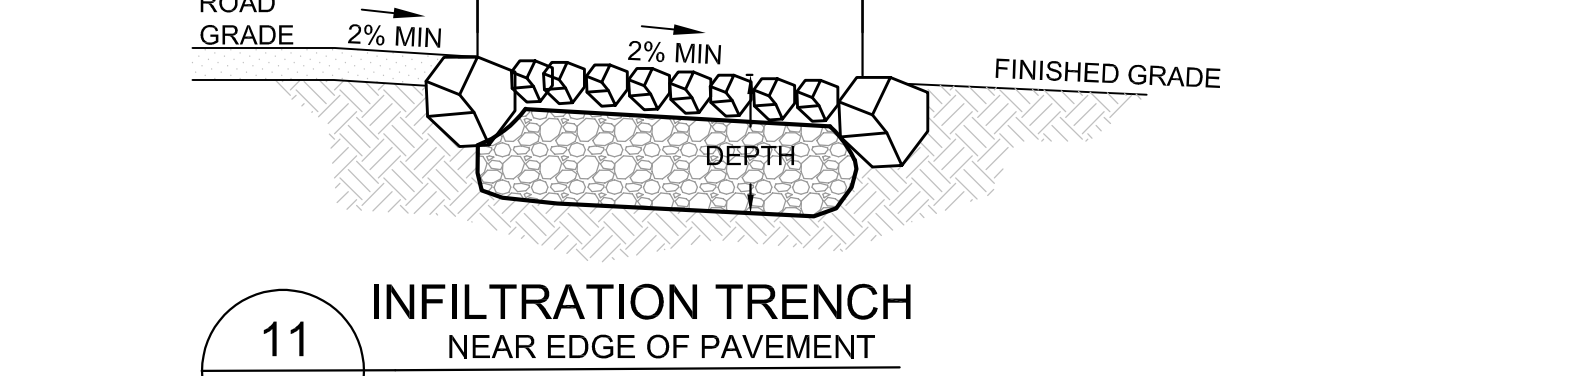 ROAD
GRADE
2% MIN
2% MIN
FINISHED GRADE
DEPTH
INFILTRATION TRENCH
11
NEAR EDGE OF PAVEMENT